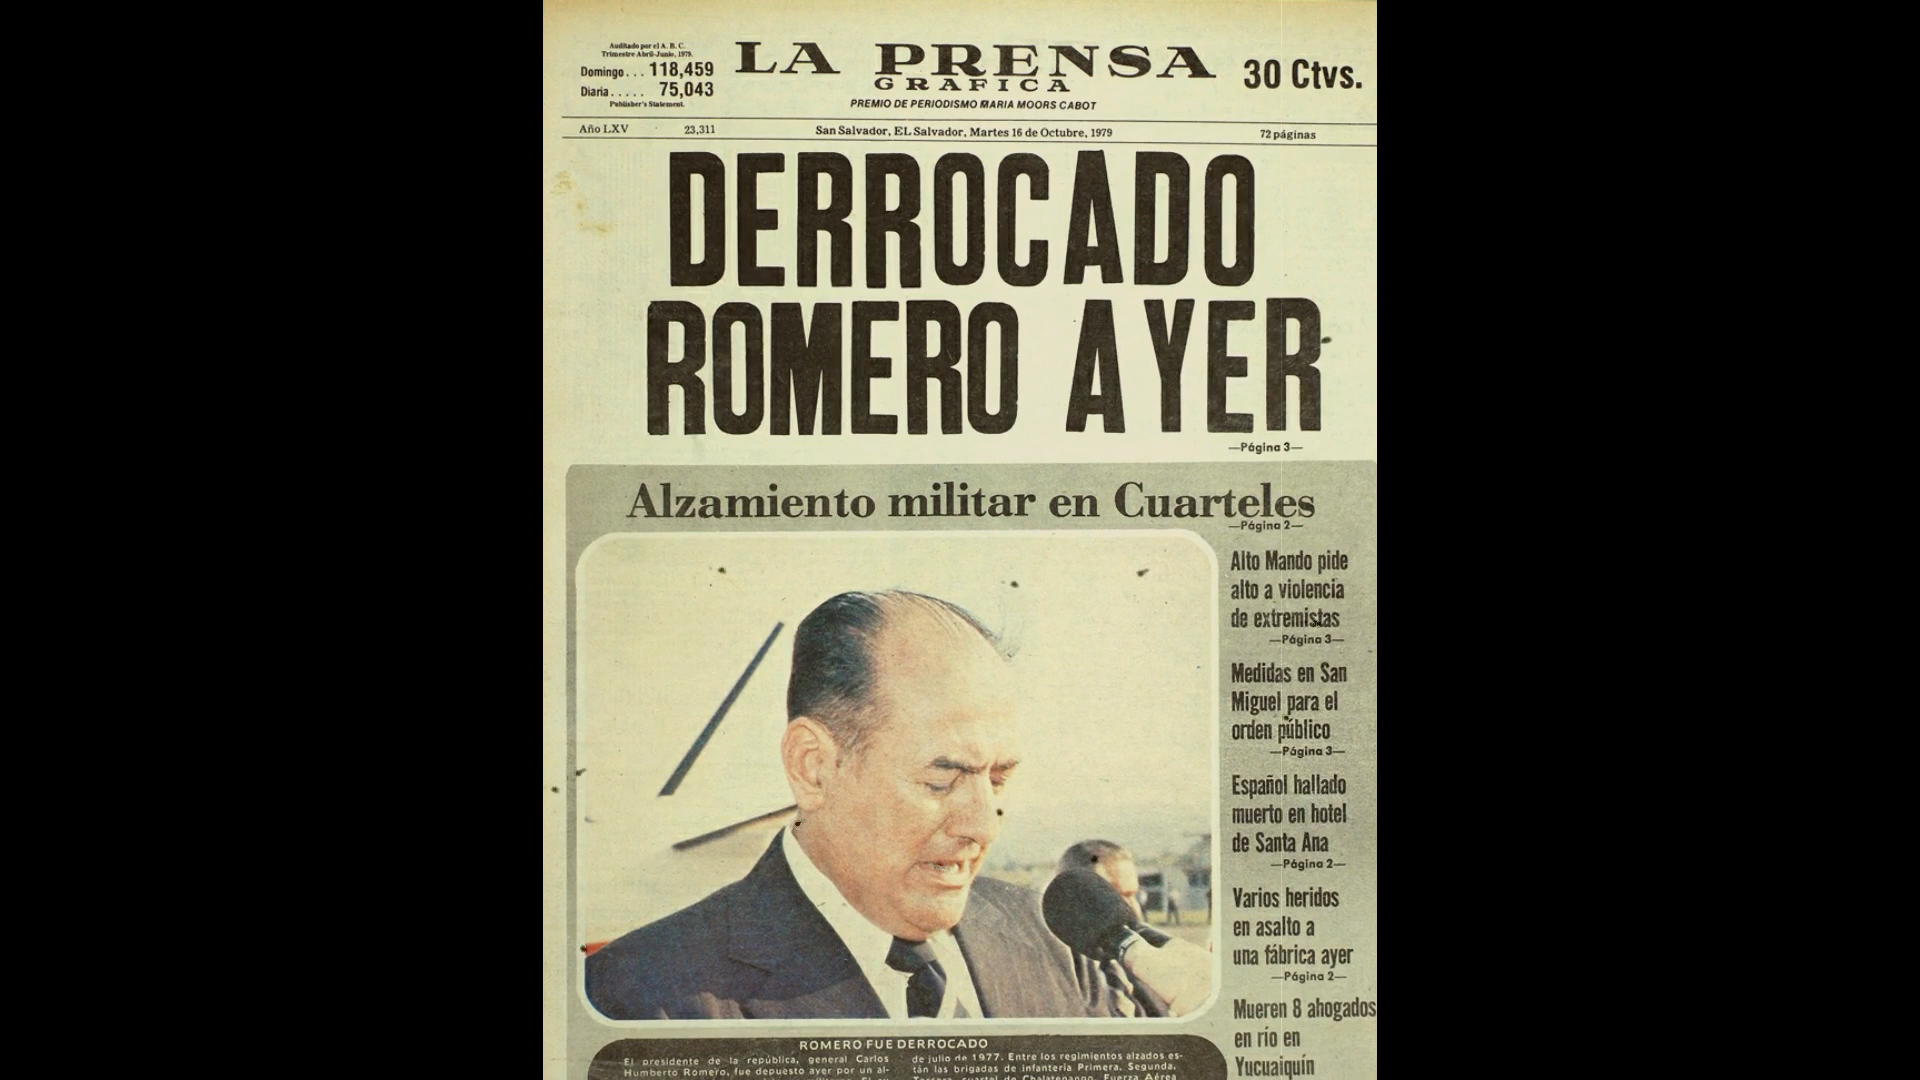 Auditado por el A. B. C.
Trimestre Abril-Junio, 1979.
Domingo... 118,459
Diaria..... 75,043
Publisher's Statement.
LA PRENSA
GRAFICA
PREMIO DE PERIODISMO MARIA MOORS CABOT
30 Ctvs.
Año LXV 23,311 San Salvador, EL Salvador, Martes 16 de Octubre, 1979 72 páginas
DERROCADO
ROMERO AYER
—Página 3—
Alzamiento militar en Cuarteles
—Página 2—
Alto Mando pide
alto a violencia
de extremistas
—Página 3—
Medidas en San
Miguel para el
orden público
—Página 3—
Español hallado
muerto en hotel
de Santa Ana
—Página 2—
Varios heridos
en asalto a
una fábrica ayer
—Página 2—
Mueren 8 ahogados
en río en
Yucuaiquín
ROMERO FUE DERROCADO
El presidente de la república, general Carlos
Humberto Romero, fue depuesto ayer por un al-
de julio de 1977. Entre los regimientos alzados es-
tán las brigadas de infantería Primera, Segunda,
Tercera, cuartel de Chalatenango, Fuerza Aérea